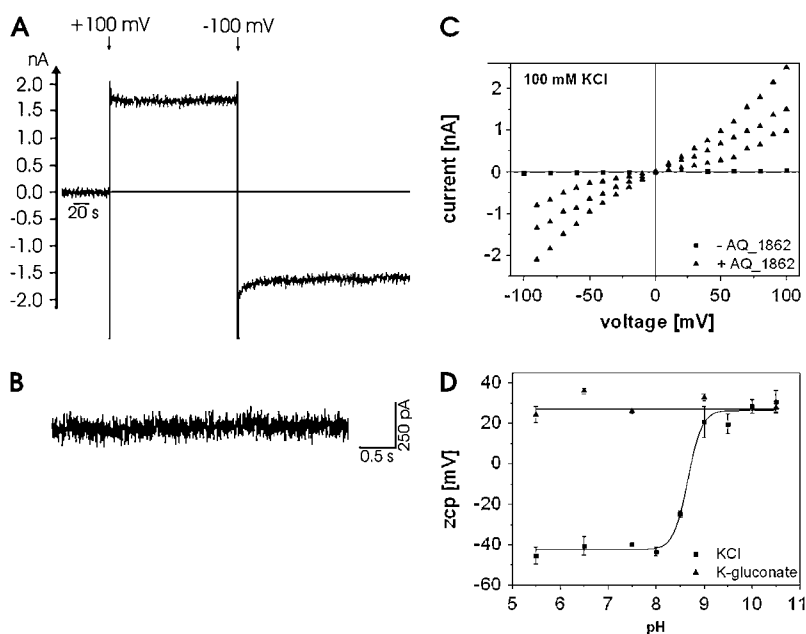 A
+100 mV
-100 mV
nA
2.0
1.5
1.0
0.5
0.0
-0.5
-1.0
-1.5
-2.0
20 s
B
250 pA
0.5 s
C
100 mM KCl
current [nA]
2
1
0
-1
-2
- AQ_1862
+ AQ_1862
-100
-50
0
50
100
voltage [mV]
D
zcp [mV]
40
20
0
-20
-40
-60
KCl
K-gluconate
5
6
7
8
9
10
11
pH